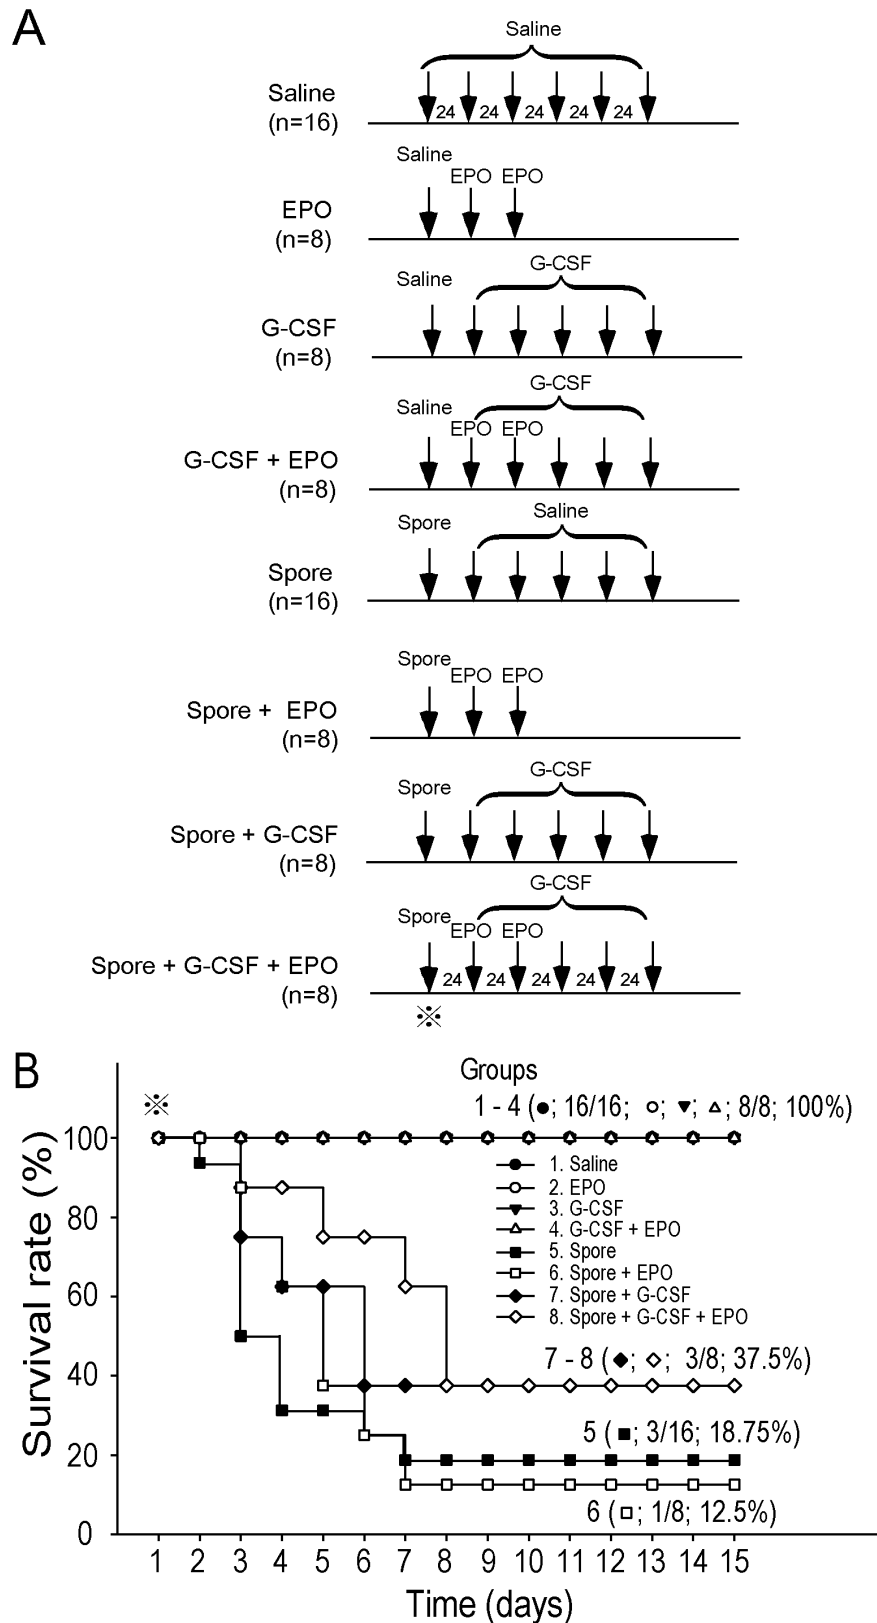 A
Saline
Saline
(n=16)
24 24 24 24 24
Saline
EPO EPO
EPO
(n=8)
G-CSF
Saline
G-CSF
(n=8)
G-CSF
Saline
EPO EPO
G-CSF + EPO
(n=8)
Saline
Spore
Spore
(n=16)
Spore
EPO EPO
Spore + EPO
(n=8)
G-CSF
Spore
Spore + G-CSF
(n=8)
G-CSF
Spore
EPO EPO
Spore + G-CSF + EPO
24 24 24 24 24
(n=8)
※
B
Groups
※
1 - 4 (●; 16/16; ○; ▼; △; 8/8; 100%)
1. Saline
2. EPO
3. G-CSF
4. G-CSF + EPO
5. Spore
6. Spore + EPO
7. Spore + G-CSF
8. Spore + G-CSF + EPO
7 - 8 (◆; ◇; 3/8; 37.5%)
5 (■; 3/16; 18.75%)
6 (□; 1/8; 12.5%)
Survival rate (%)
100
80
60
40
20
0
1 2 3 4 5 6 7 8 9 10 11 12 13 14 15
Time (days)